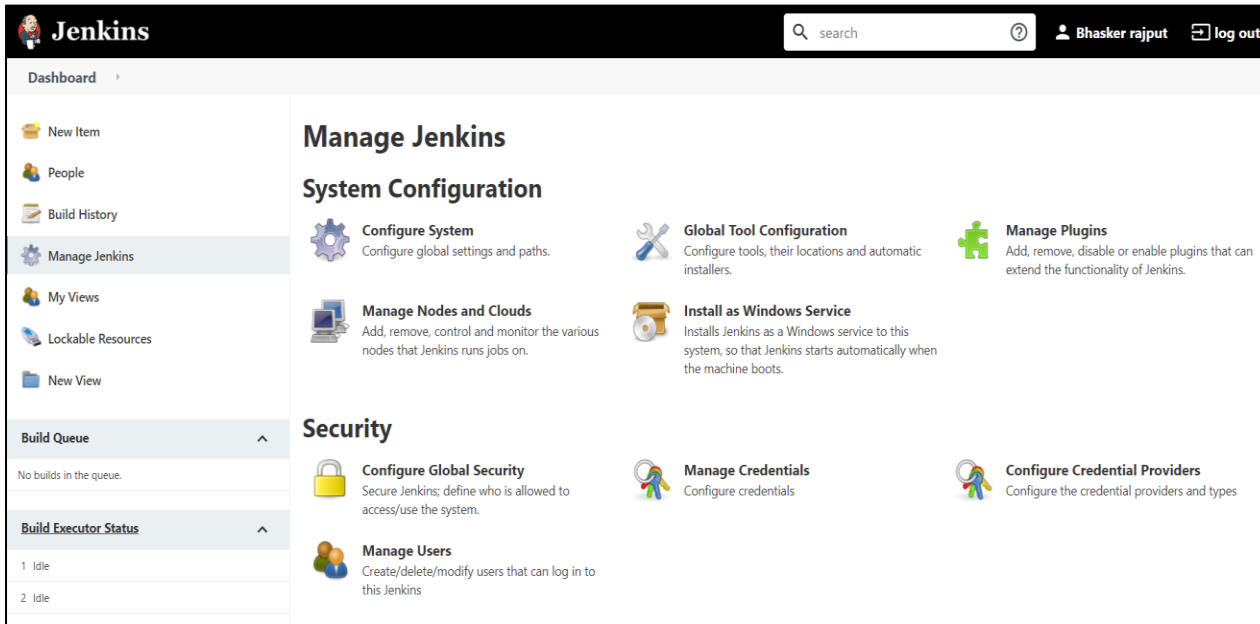 Jenkins
search
Bhasker rajput
log out
Dashboard
New Item
People
Build History
Manage Jenkins
My Views
Lockable Resources
New View
Build Queue
No builds in the queue.
Build Executor Status
1 Idle
2 Idle
Manage Jenkins
System Configuration
Configure System
Configure global settings and paths.
Global Tool Configuration
Configure tools, their locations and automatic
installers.
Manage Plugins
Add, remove, disable or enable plugins that can
extend the functionality of Jenkins.
Manage Nodes and Clouds
Add, remove, control and monitor the various
nodes that Jenkins runs jobs on.
Install as Windows Service
Installs Jenkins as a Windows service to this
system, so that Jenkins starts automatically when
the machine boots.
Security
Configure Global Security
Secure Jenkins; define who is allowed to
access/use the system.
Manage Credentials
Configure credentials
Configure Credential Providers
Configure the credential providers and types
Manage Users
Create/delete/modify users that can log in to
this Jenkins